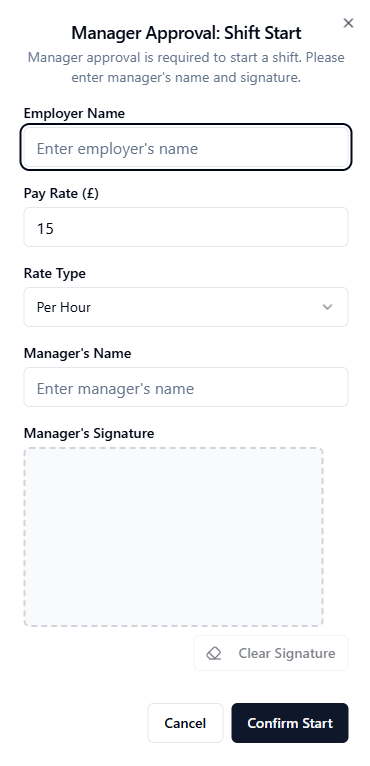 Manager Approval: Shift Start
Manager approval is required to start a shift. Please
enter manager's name and signature.
Employer Name
Enter employer's name
Pay Rate (£)
15
Rate Type
Per Hour
Manager's Name
Enter manager's name
Manager's Signature
Clear Signature
Cancel
Confirm Start